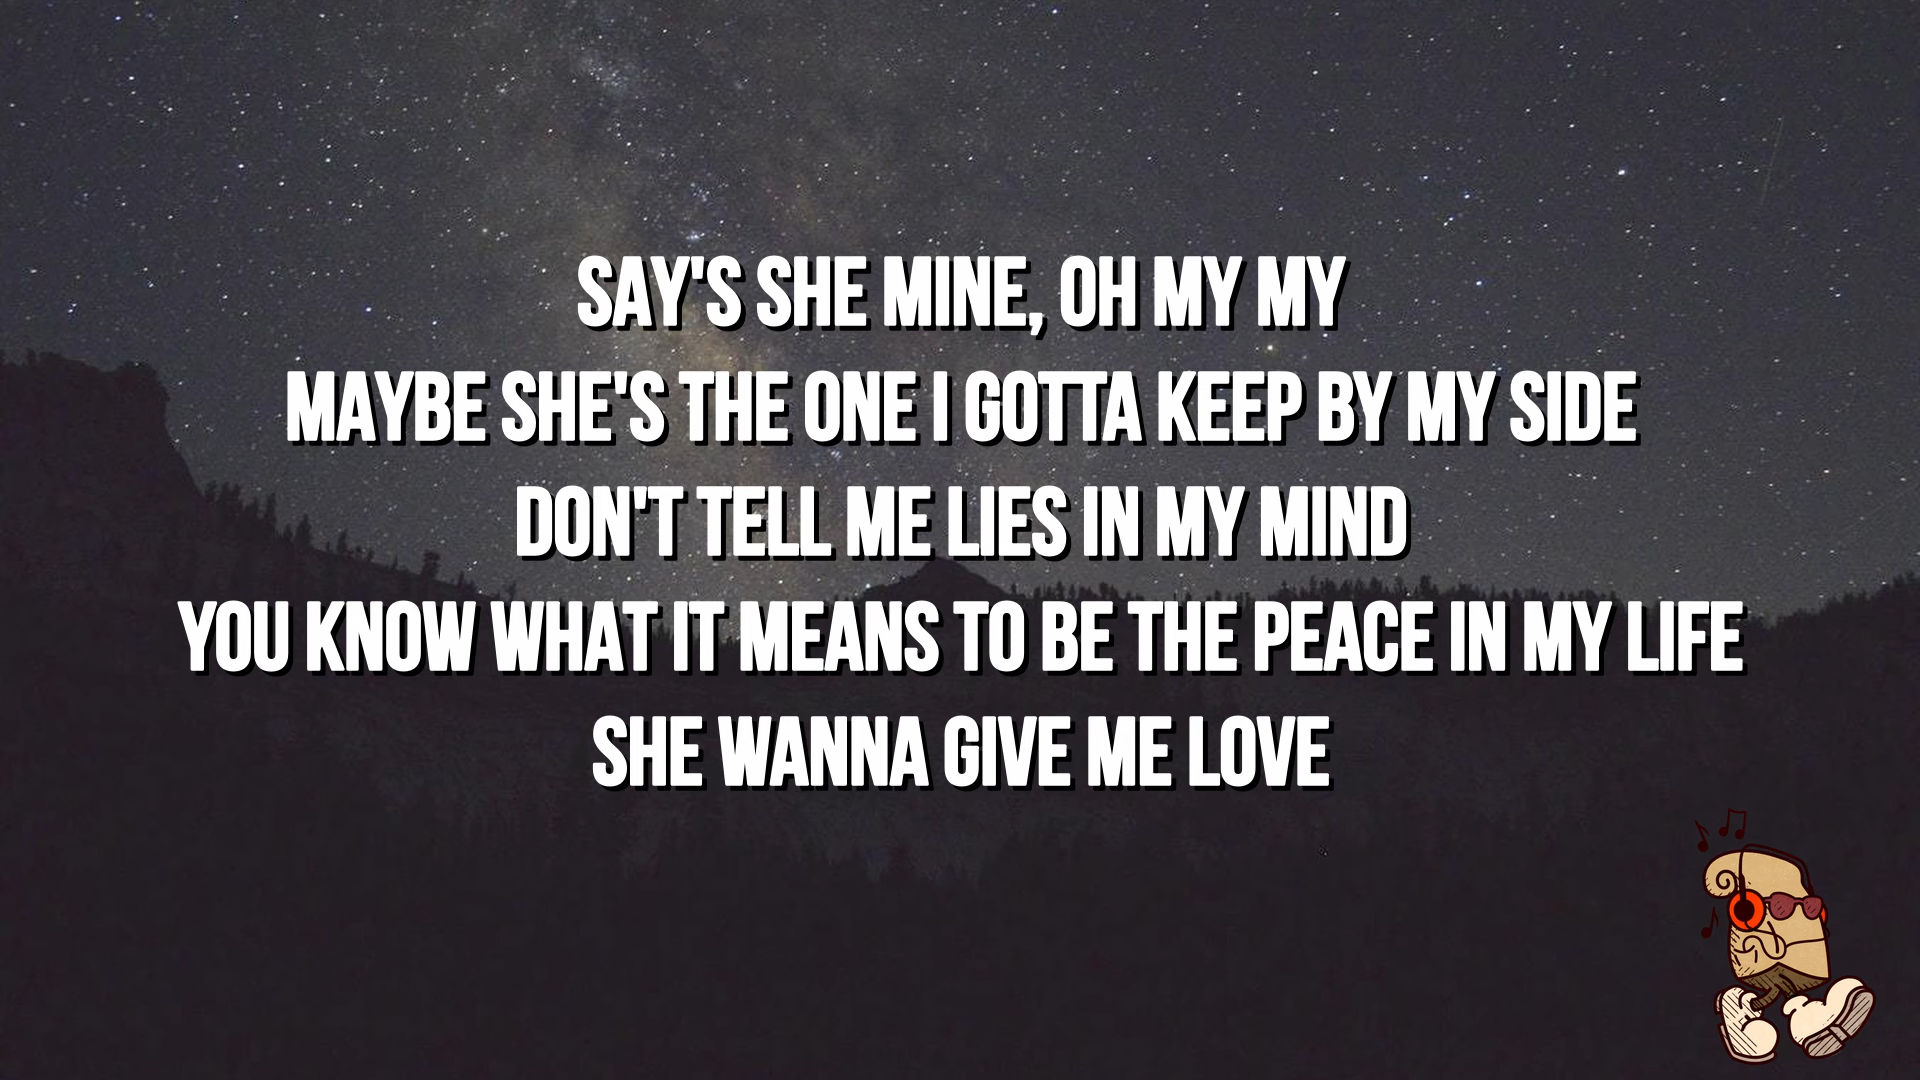 SAY'S SHE MINE, OH MY MY
MAYBE SHE'S THE ONE I GOTTA KEEP BY MY SIDE
DON'T TELL ME LIES IN MY MIND
YOU KNOW WHAT IT MEANS TO BE THE PEACE IN MY LIFE
SHE WANNA GIVE ME LOVE